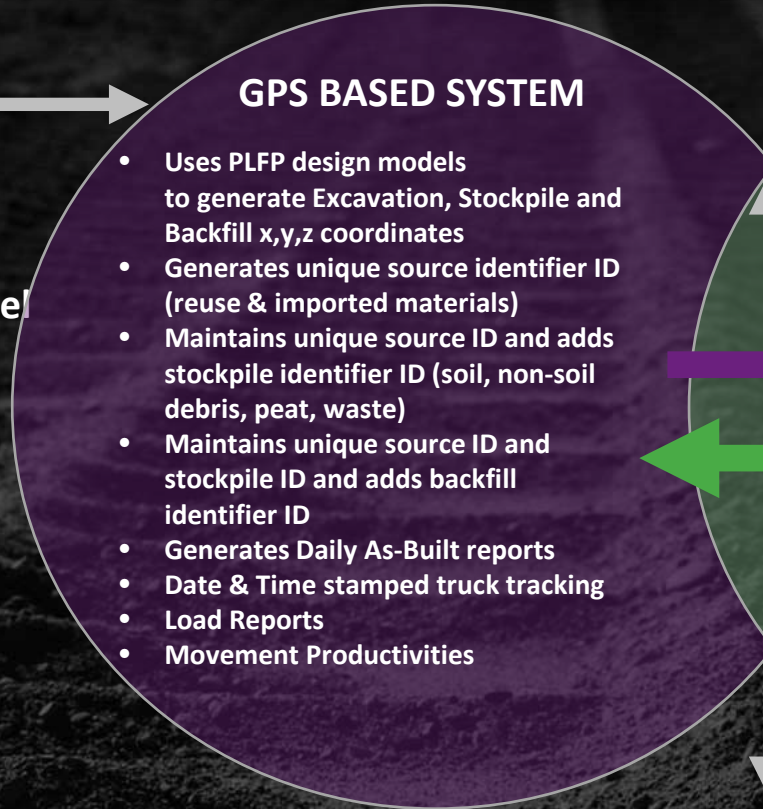 GPS BASED SYSTEM
• Uses PLFP design models
to generate Excavation, Stockpile and
Backfill x,y,z coordinates
• Generates unique source identifier ID
(reuse & imported materials)
• Maintains unique source ID and adds
stockpile identifier ID (soil, non-soil
debris, peat, waste)
• Maintains unique source ID and
stockpile ID and adds backfill
identifier ID
• Generates Daily As-Built reports
• Date & Time stamped truck tracking
• Load Reports
• Movement Productivities